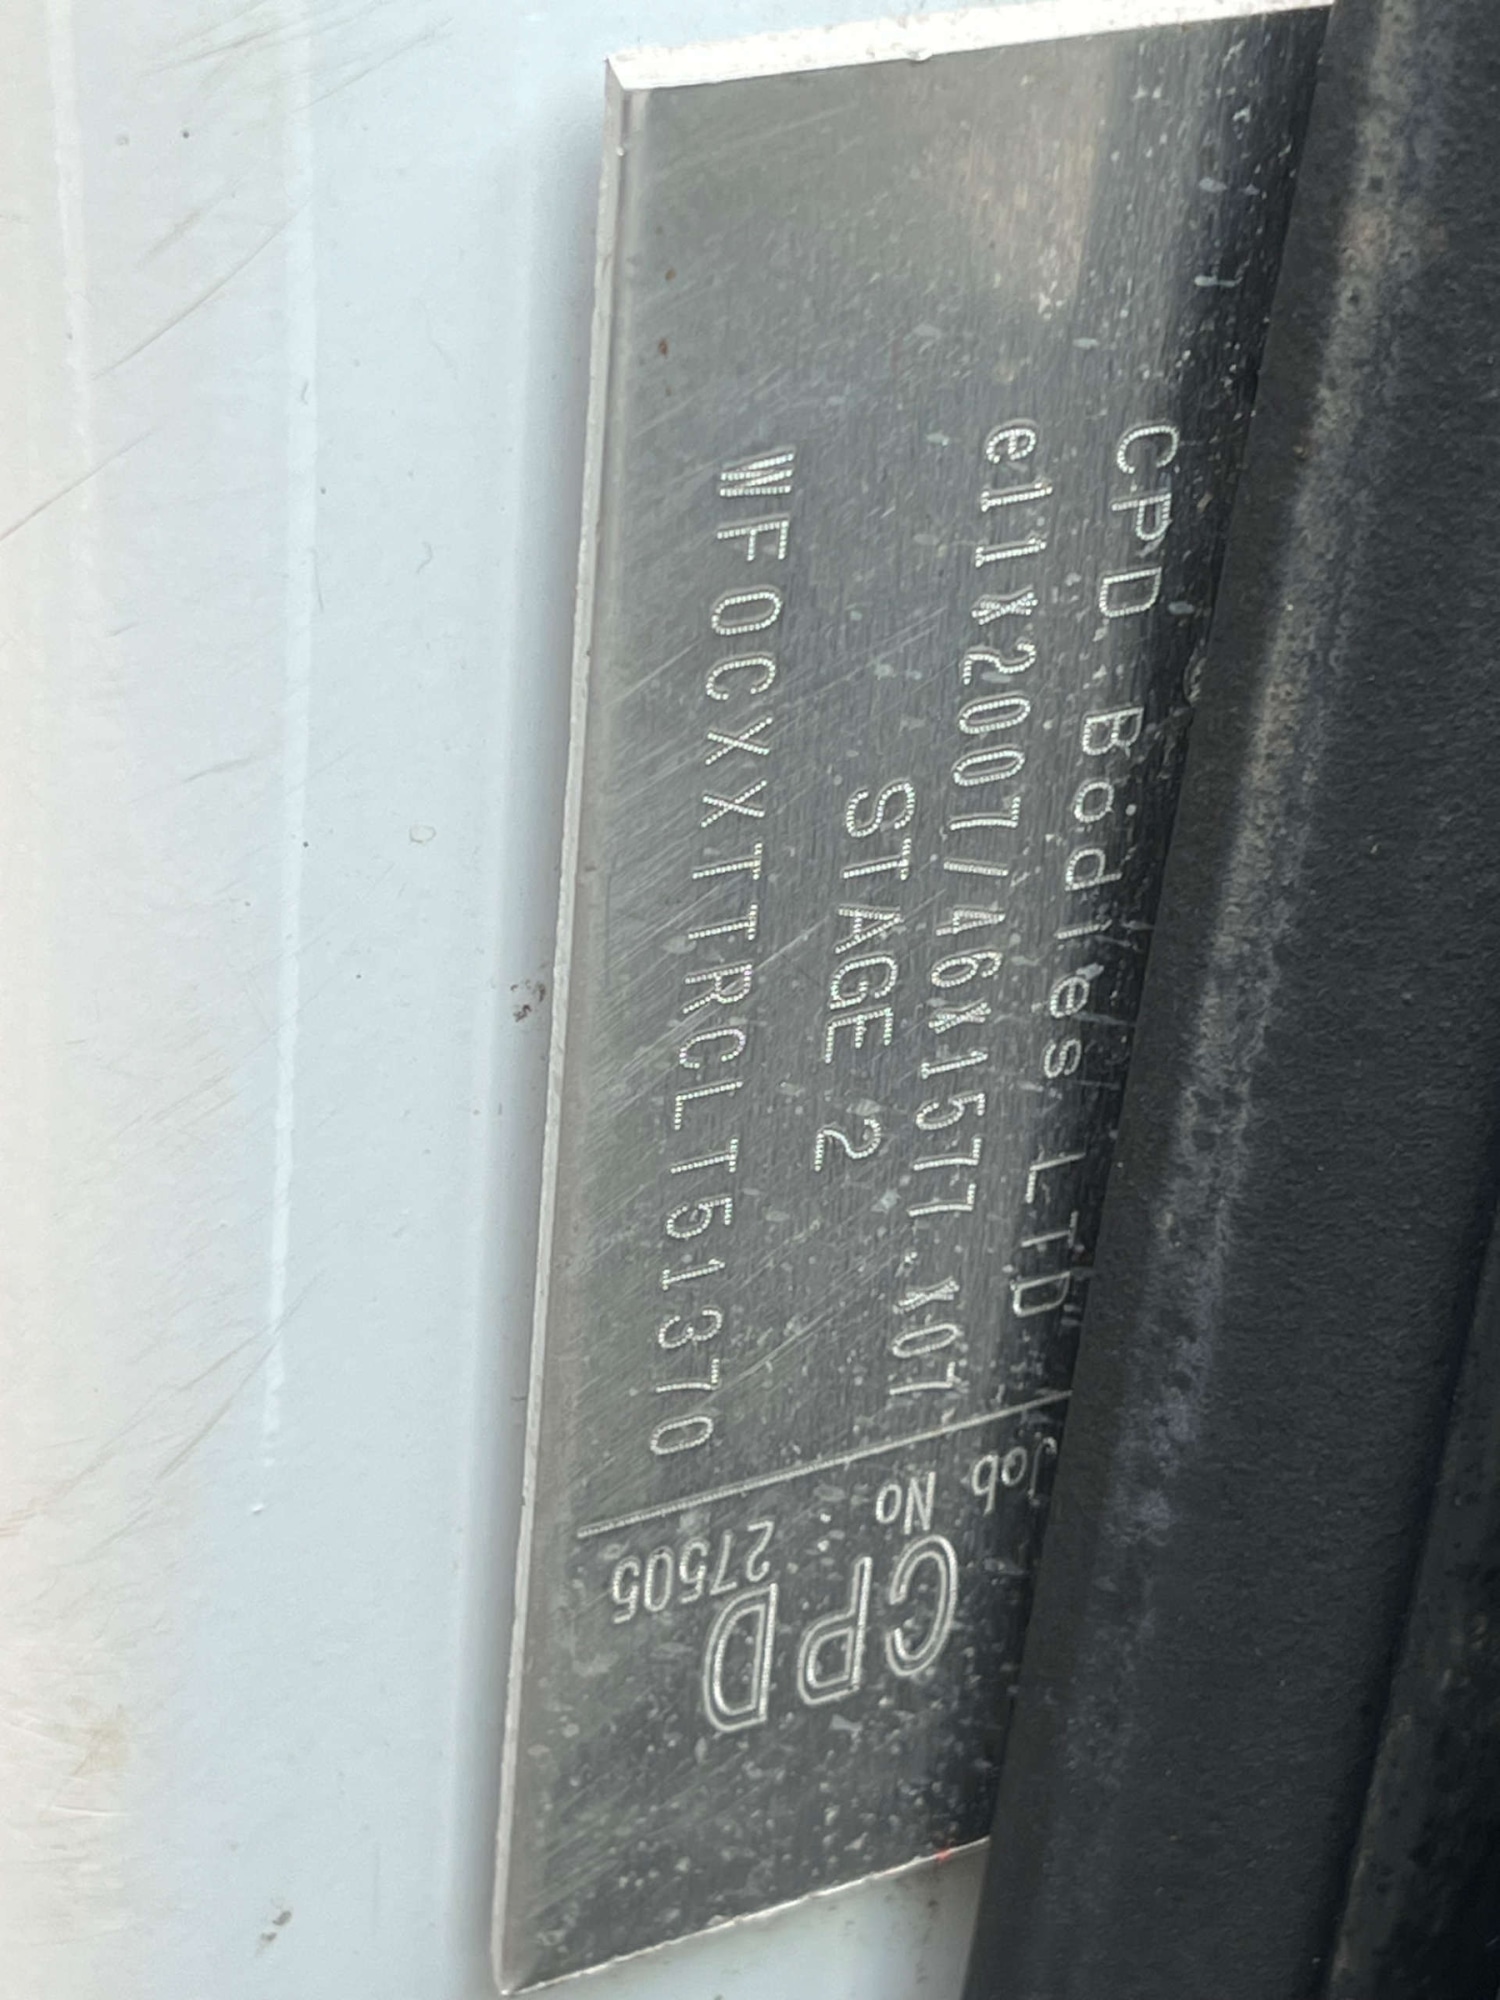 CPD Bodies LTD
e11*2007/46*1577.*07
STAGE 2
WF0CXXTTRCLT51370
CPD
Job No
27505